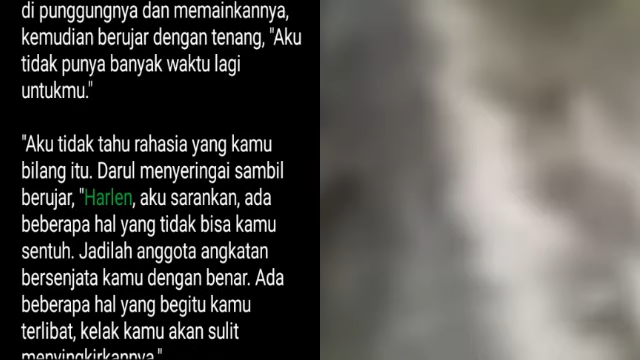 di punggungnya dan memainkannya,
kemudian berujar dengan tenang, "Aku
tidak punya banyak waktu lagi
untukmu."
"Aku tidak tahu rahasia yang kamu
bilang itu. Darul menyeringai sambil
berujar, "Harlen, aku sarankan, ada
beberapa hal yang tidak bisa kamu
sentuh. Jadilah anggota angkatan
bersenjata kamu dengan benar. Ada
beberapa hal yang begitu kamu
terlibat, kelak kamu akan sulit
menyingkirkannya."